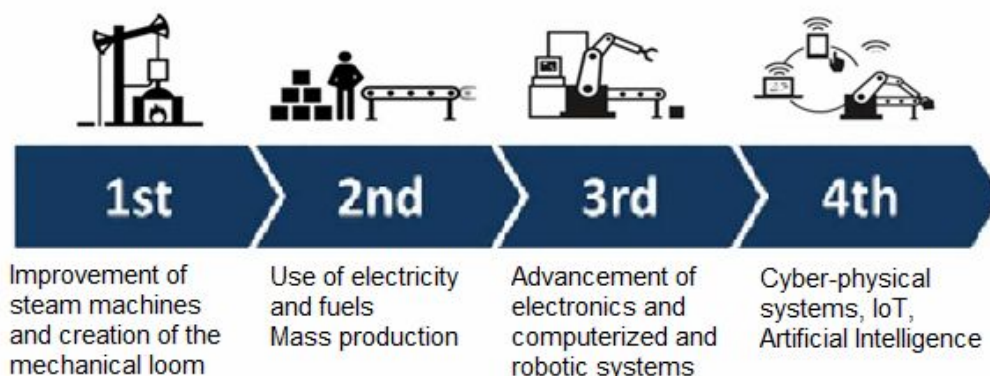 1st
2nd
3rd
4th
Improvement of
steam machines
and creation of the
mechanical loom
Use of electricity
and fuels
Mass production
Advancement of
electronics and
computerized and
robotic systems
Cyber-physical
systems, IoT,
Artificial Intelligence